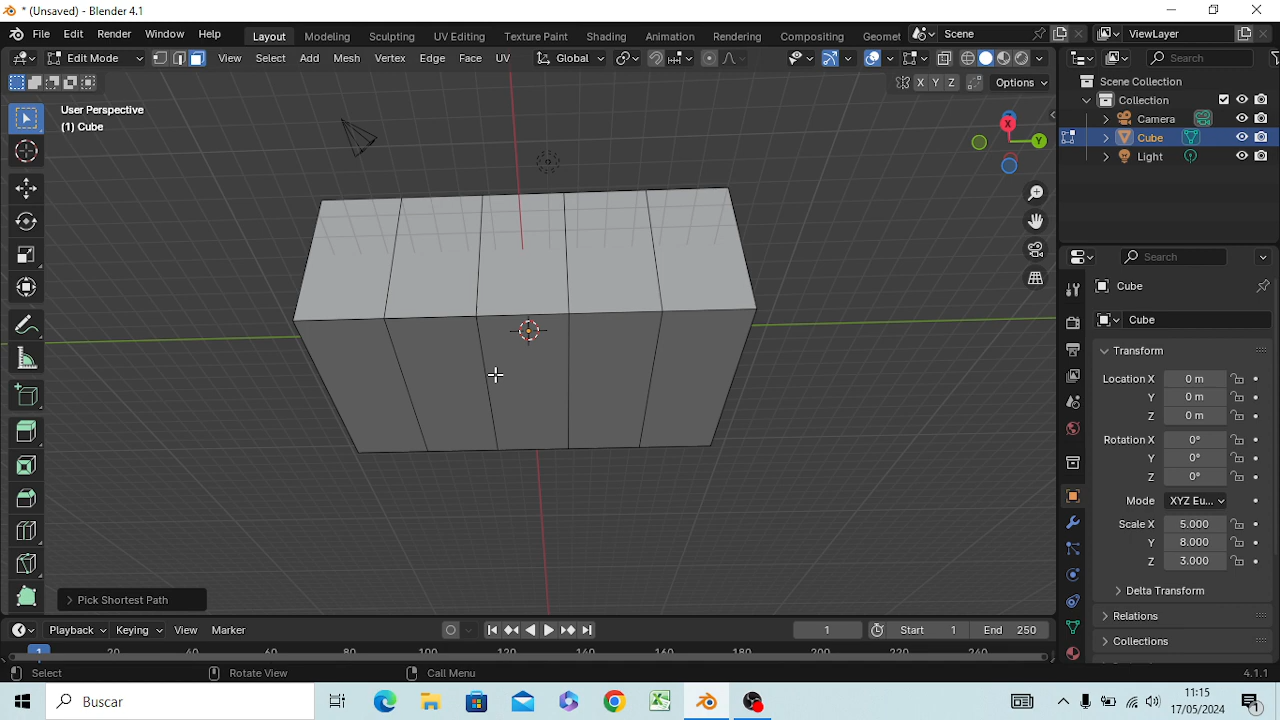 * (Unsaved) - Blender 4.1
File Edit Render Window Help Layout Modeling Sculpting UV Editing Texture Paint Shading Animation Rendering Compositing Geomet Scene ViewLayer
Edit Mode View Select Add Mesh Vertex Edge Face UV Global Search
X Y Z Options
User Perspective
(1) Cube
Scene Collection
Collection
Camera
Cube
Light
X
Y
Search
Cube
Cube
Transform
Location X 0 m
Y 0 m
Z 0 m
Rotation X 0°
Y 0°
Z 0°
Mode XYZ Eu...
Scale X 5.000
Y 8.000
Z 3.000
Delta Transform
Relations
Collections
Pick Shortest Path
Playback Keying View Marker 1 Start 1 End 250
1 20 40 60 80 100 120 140 160 180 200 220 240
Select Rotate View Call Menu 4.1.1
Buscar
11:15
17/05/2024
1